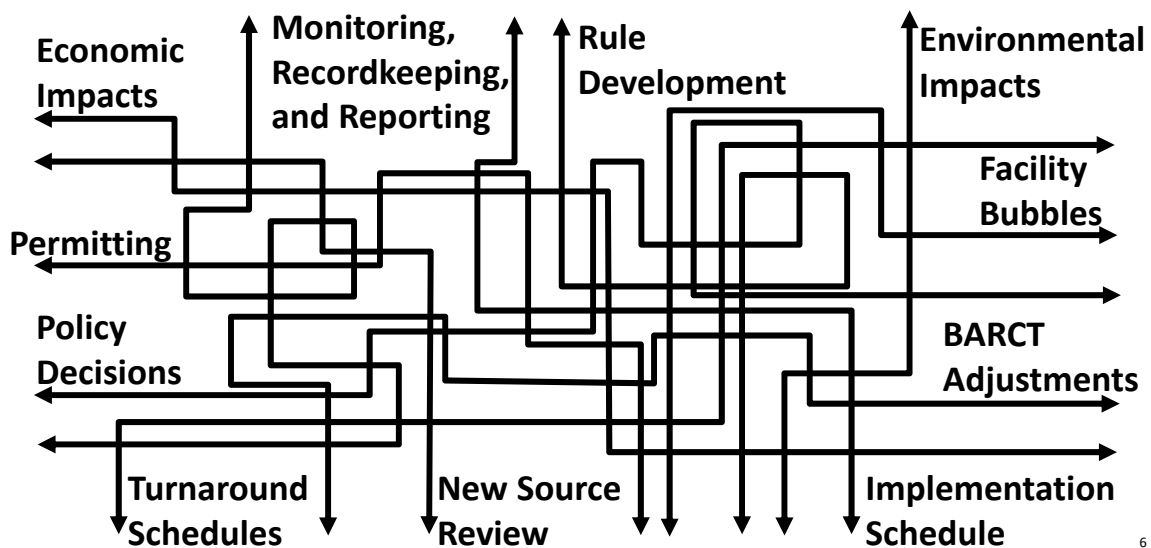 Economic
Impacts
Monitoring,
Recordkeeping,
and Reporting
Rule
Development
Environmental
Impacts
Facility
Bubbles
Permitting
Policy
Decisions
BARCT
Adjustments
Turnaround
Schedules
New Source
Review
Implementation
Schedule
6